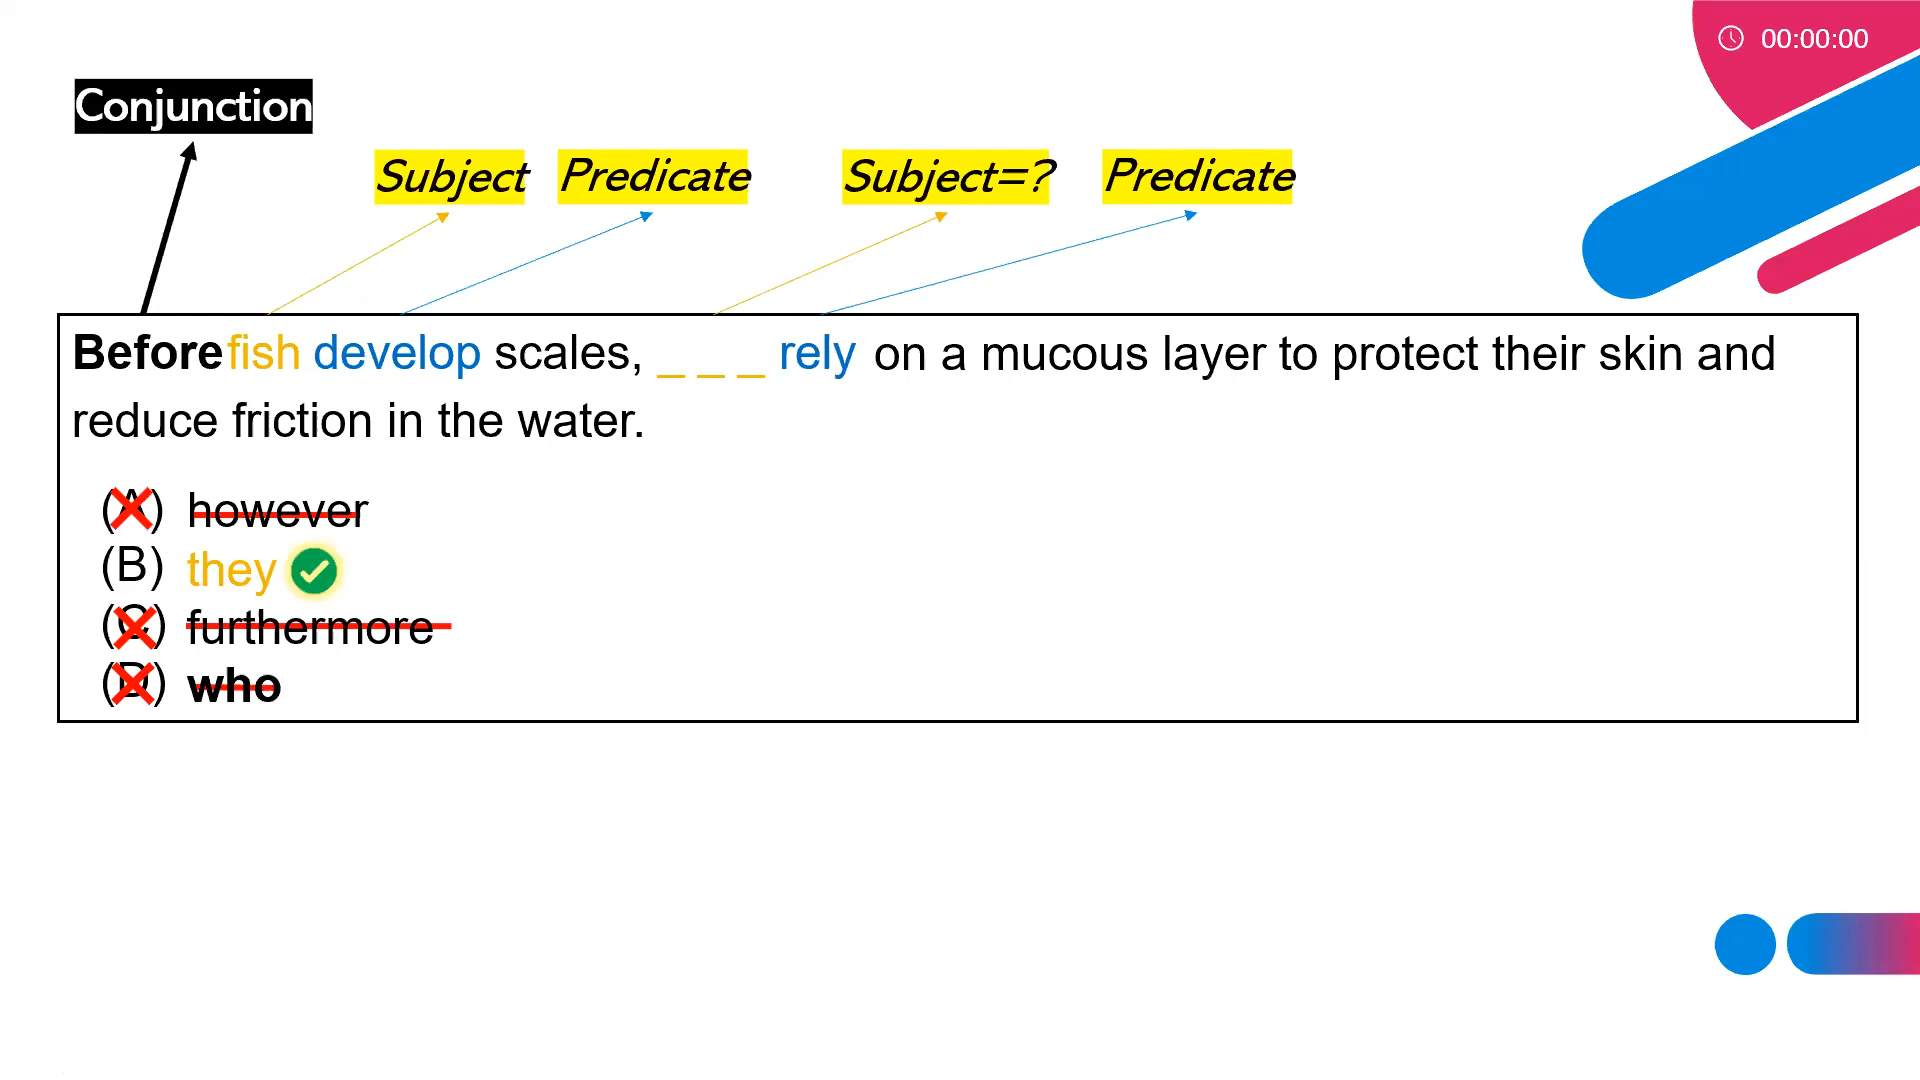 00:00:00
Conjunction
Subject Predicate Subject=? Predicate
Before fish develop scales, _ _ _ rely on a mucous layer to protect their skin and
reduce friction in the water.
(A) however
(B) they
(C) furthermore
(D) who